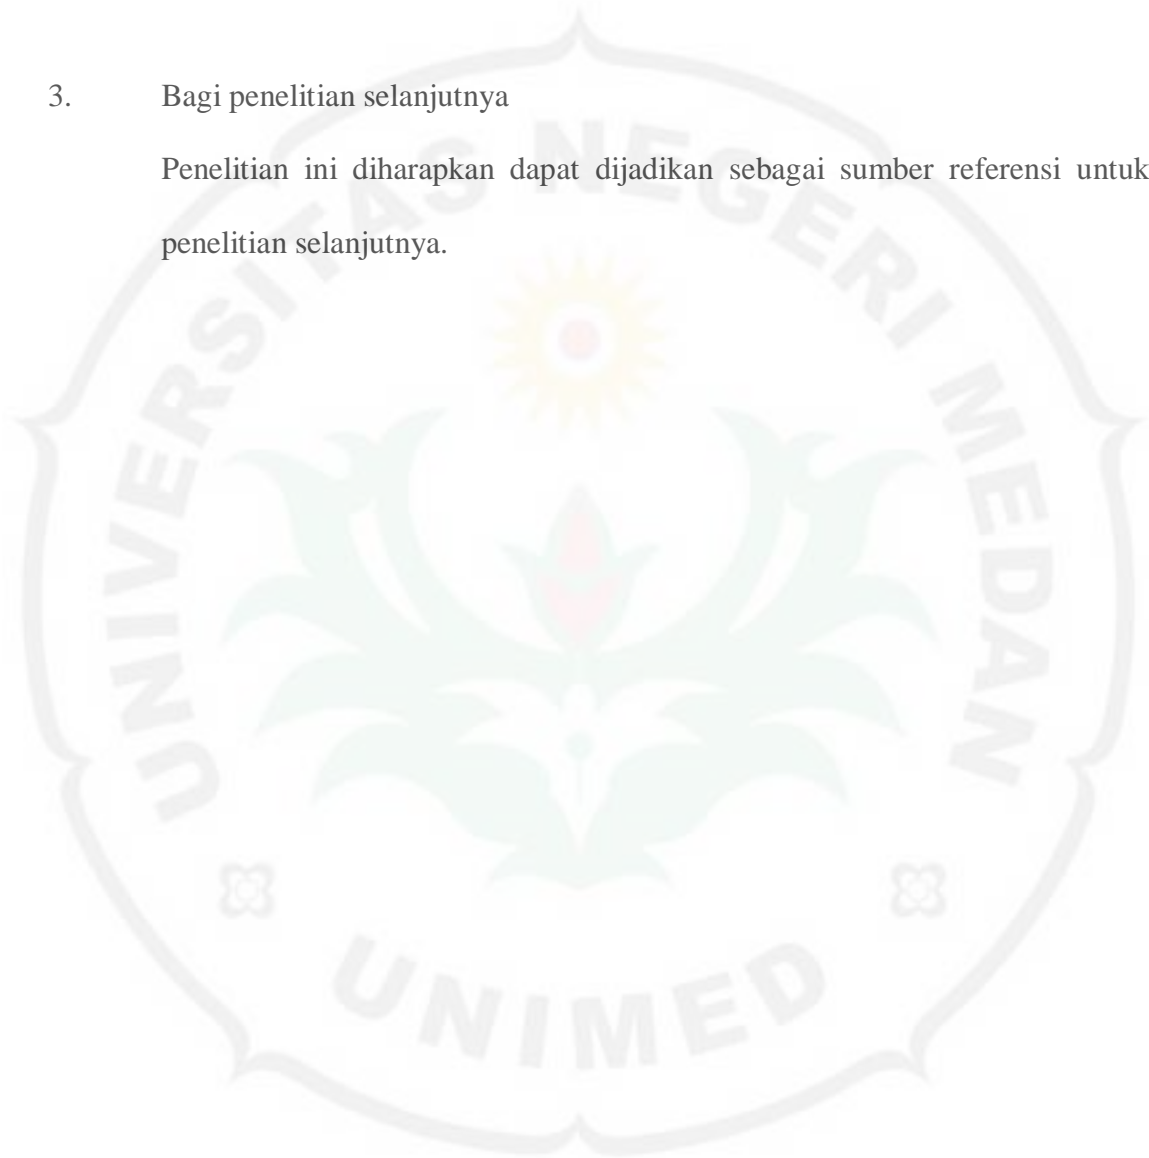 3. Bagi penelitian selanjutnya
Penelitian ini diharapkan dapat dijadikan sebagai sumber referensi untuk
penelitian selanjutnya.
UNIVERSITAS NEGERI MEDAN
UNIMED